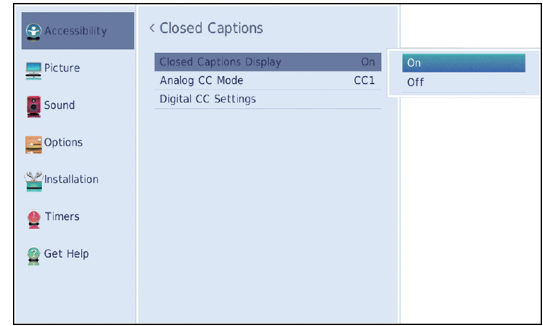 Accessibility
Picture
Sound
Options
Installation
Timers
Get Help
< Closed Captions
Closed Captions Display On
Analog CC Mode CC1
Digital CC Settings
On
Off